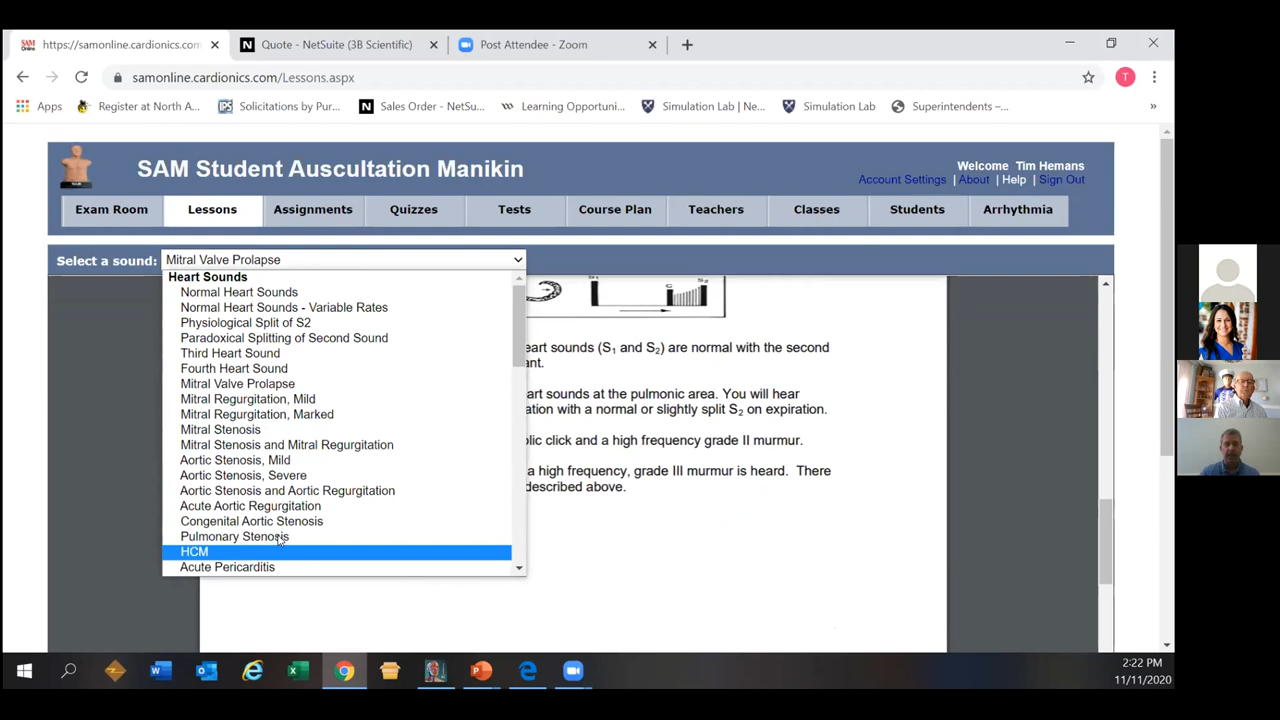 https://samonline.cardionics.com
Quote - NetSuite (3B Scientific)
Post Attendee - Zoom
samonline.cardionics.com/Lessons.aspx
T
Apps
Register at North A...
Solicitations by Pur...
Sales Order - NetSu...
Learning Opportuni...
Simulation Lab | Ne...
Simulation Lab
Superintendents –...
»
SAM Student Auscultation Manikin
Welcome Tim Hemans
Account Settings | About | Help | Sign Out
Exam Room
Lessons
Assignments
Quizzes
Tests
Course Plan
Teachers
Classes
Students
Arrhythmia
Select a sound:
Mitral Valve Prolapse
Heart Sounds
Normal Heart Sounds
Normal Heart Sounds - Variable Rates
Physiological Split of S2
Paradoxical Splitting of Second Sound
Third Heart Sound
Fourth Heart Sound
Mitral Valve Prolapse
Mitral Regurgitation, Mild
Mitral Regurgitation, Marked
Mitral Stenosis
Mitral Stenosis and Mitral Regurgitation
Aortic Stenosis, Mild
Aortic Stenosis, Severe
Aortic Stenosis and Aortic Regurgitation
Acute Aortic Regurgitation
Congenital Aortic Stenosis
Pulmonary Stenosis
HCM
Acute Pericarditis
C
eart sounds (S₁ and S₂) are normal with the second
ant.
art sounds at the pulmonic area. You will hear
ation with a normal or slightly split S₂ on expiration.
olic click and a high frequency grade II murmur.
a high frequency, grade III murmur is heard. There
described above.
2:22 PM
11/11/2020